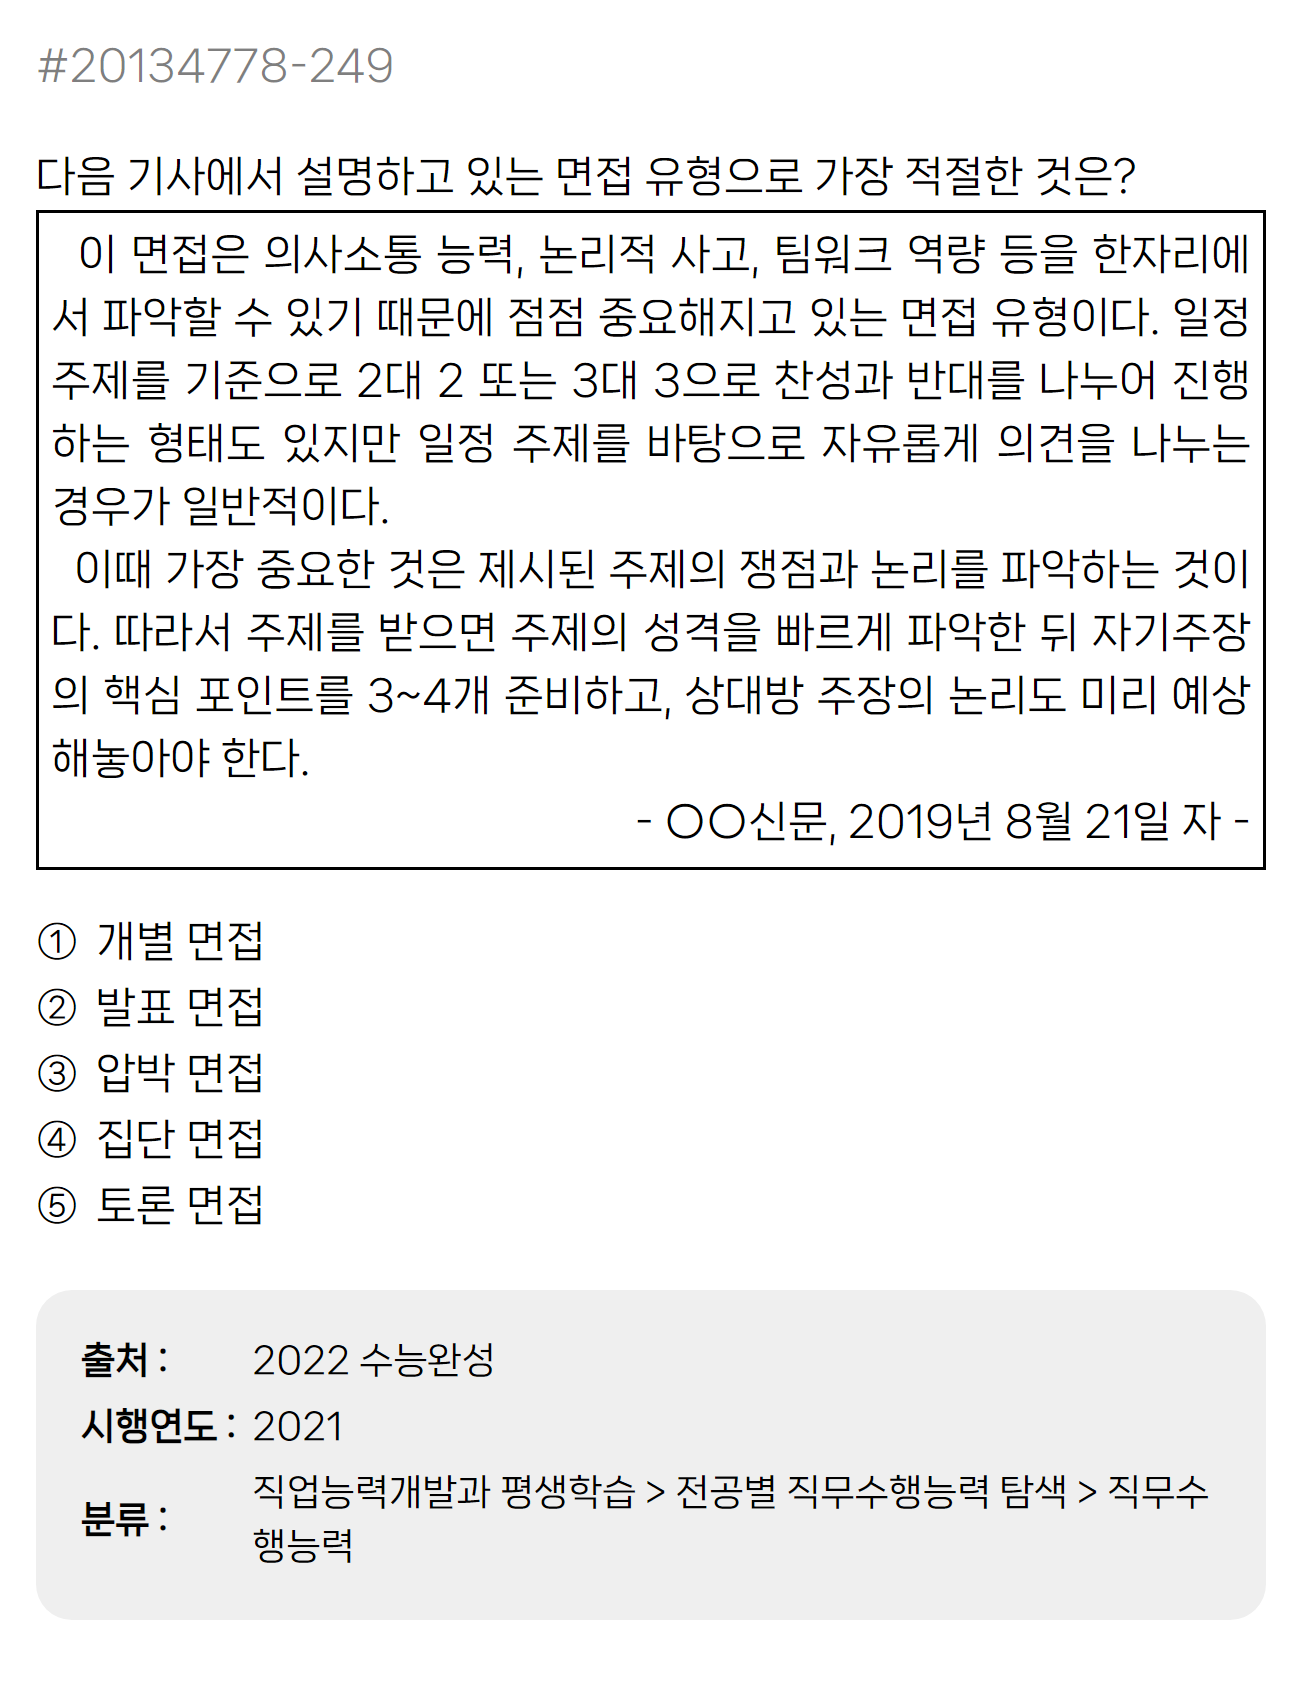 #20134778-249
다음 기사에서 설명하고 있는 면접 유형으로 가장 적절한 것은?
이 면접은 의사소통 능력, 논리적 사고, 팀워크 역량 등을 한자리에
서 파악할 수 있기 때문에 점점 중요해지고 있는 면접 유형이다. 일정
주제를 기준으로 2대 2 또는 3대 3으로 찬성과 반대를 나누어 진행
하는 형태도 있지만 일정 주제를 바탕으로 자유롭게 의견을 나누는
경우가 일반적이다.
이때 가장 중요한 것은 제시된 주제의 쟁점과 논리를 파악하는 것이
다. 따라서 주제를 받으면 주제의 성격을 빠르게 파악한 뒤 자기주장
의 핵심 포인트를 3~4개 준비하고, 상대방 주장의 논리도 미리 예상
해놓아야 한다.
- ○○신문, 2019년 8월 21일 자 -
① 개별 면접
② 발표 면접
③ 압박 면접
④ 집단 면접
⑤ 토론 면접
출처 : 2022 수능완성
시행연도 : 2021
분류 : 직업능력개발과 평생학습 > 전공별 직무수행능력 탐색 > 직무수
행능력